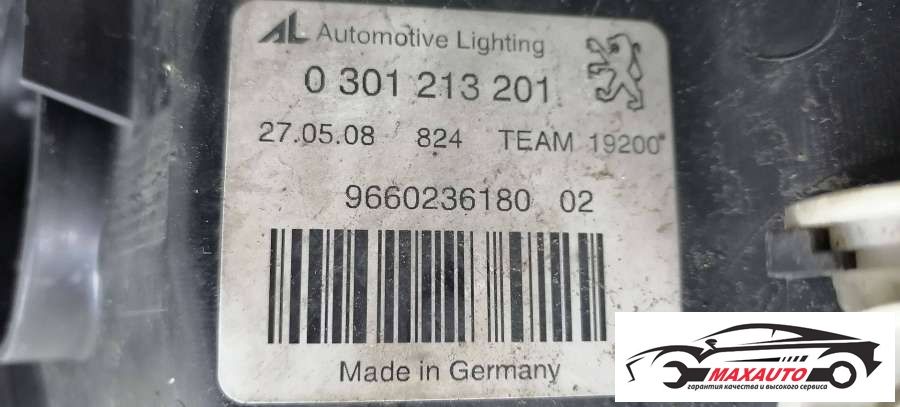 AL Automotive Lighting
0 301 213 201
27.05.08 824 TEAM 19200
9660236180 02
Made in Germany
MAXAUTO
гарантия качества и высокого сервиса